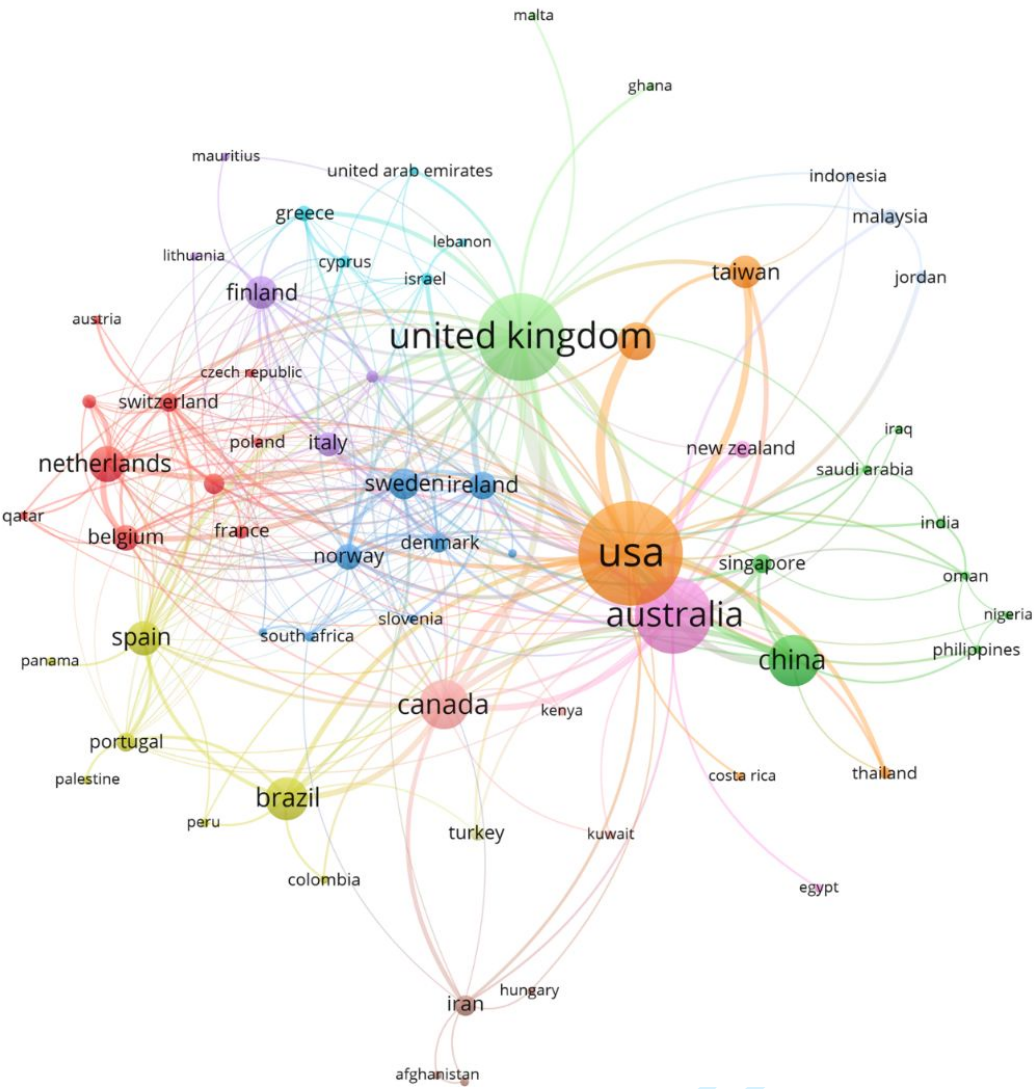 malta
ghana
mauritius
united arab emirates
indonesia
greece
malaysia
lebanon
lithuania
cyprus
israel
taiwan
jordan
finland
austria
united kingdom
czech republic
switzerland
iraq
poland
italy
new zealand
netherlands
saudi arabia
sweden
ireland
qatar
india
france
belgium
denmark
usa
norway
singapore
oman
australia
nigeria
slovenia
spain
south africa
philippines
panama
china
canada
kenya
portugal
palestine
costa rica
thailand
brazil
peru
turkey
kuwait
colombia
egypt
hungary
iran
afghanistan